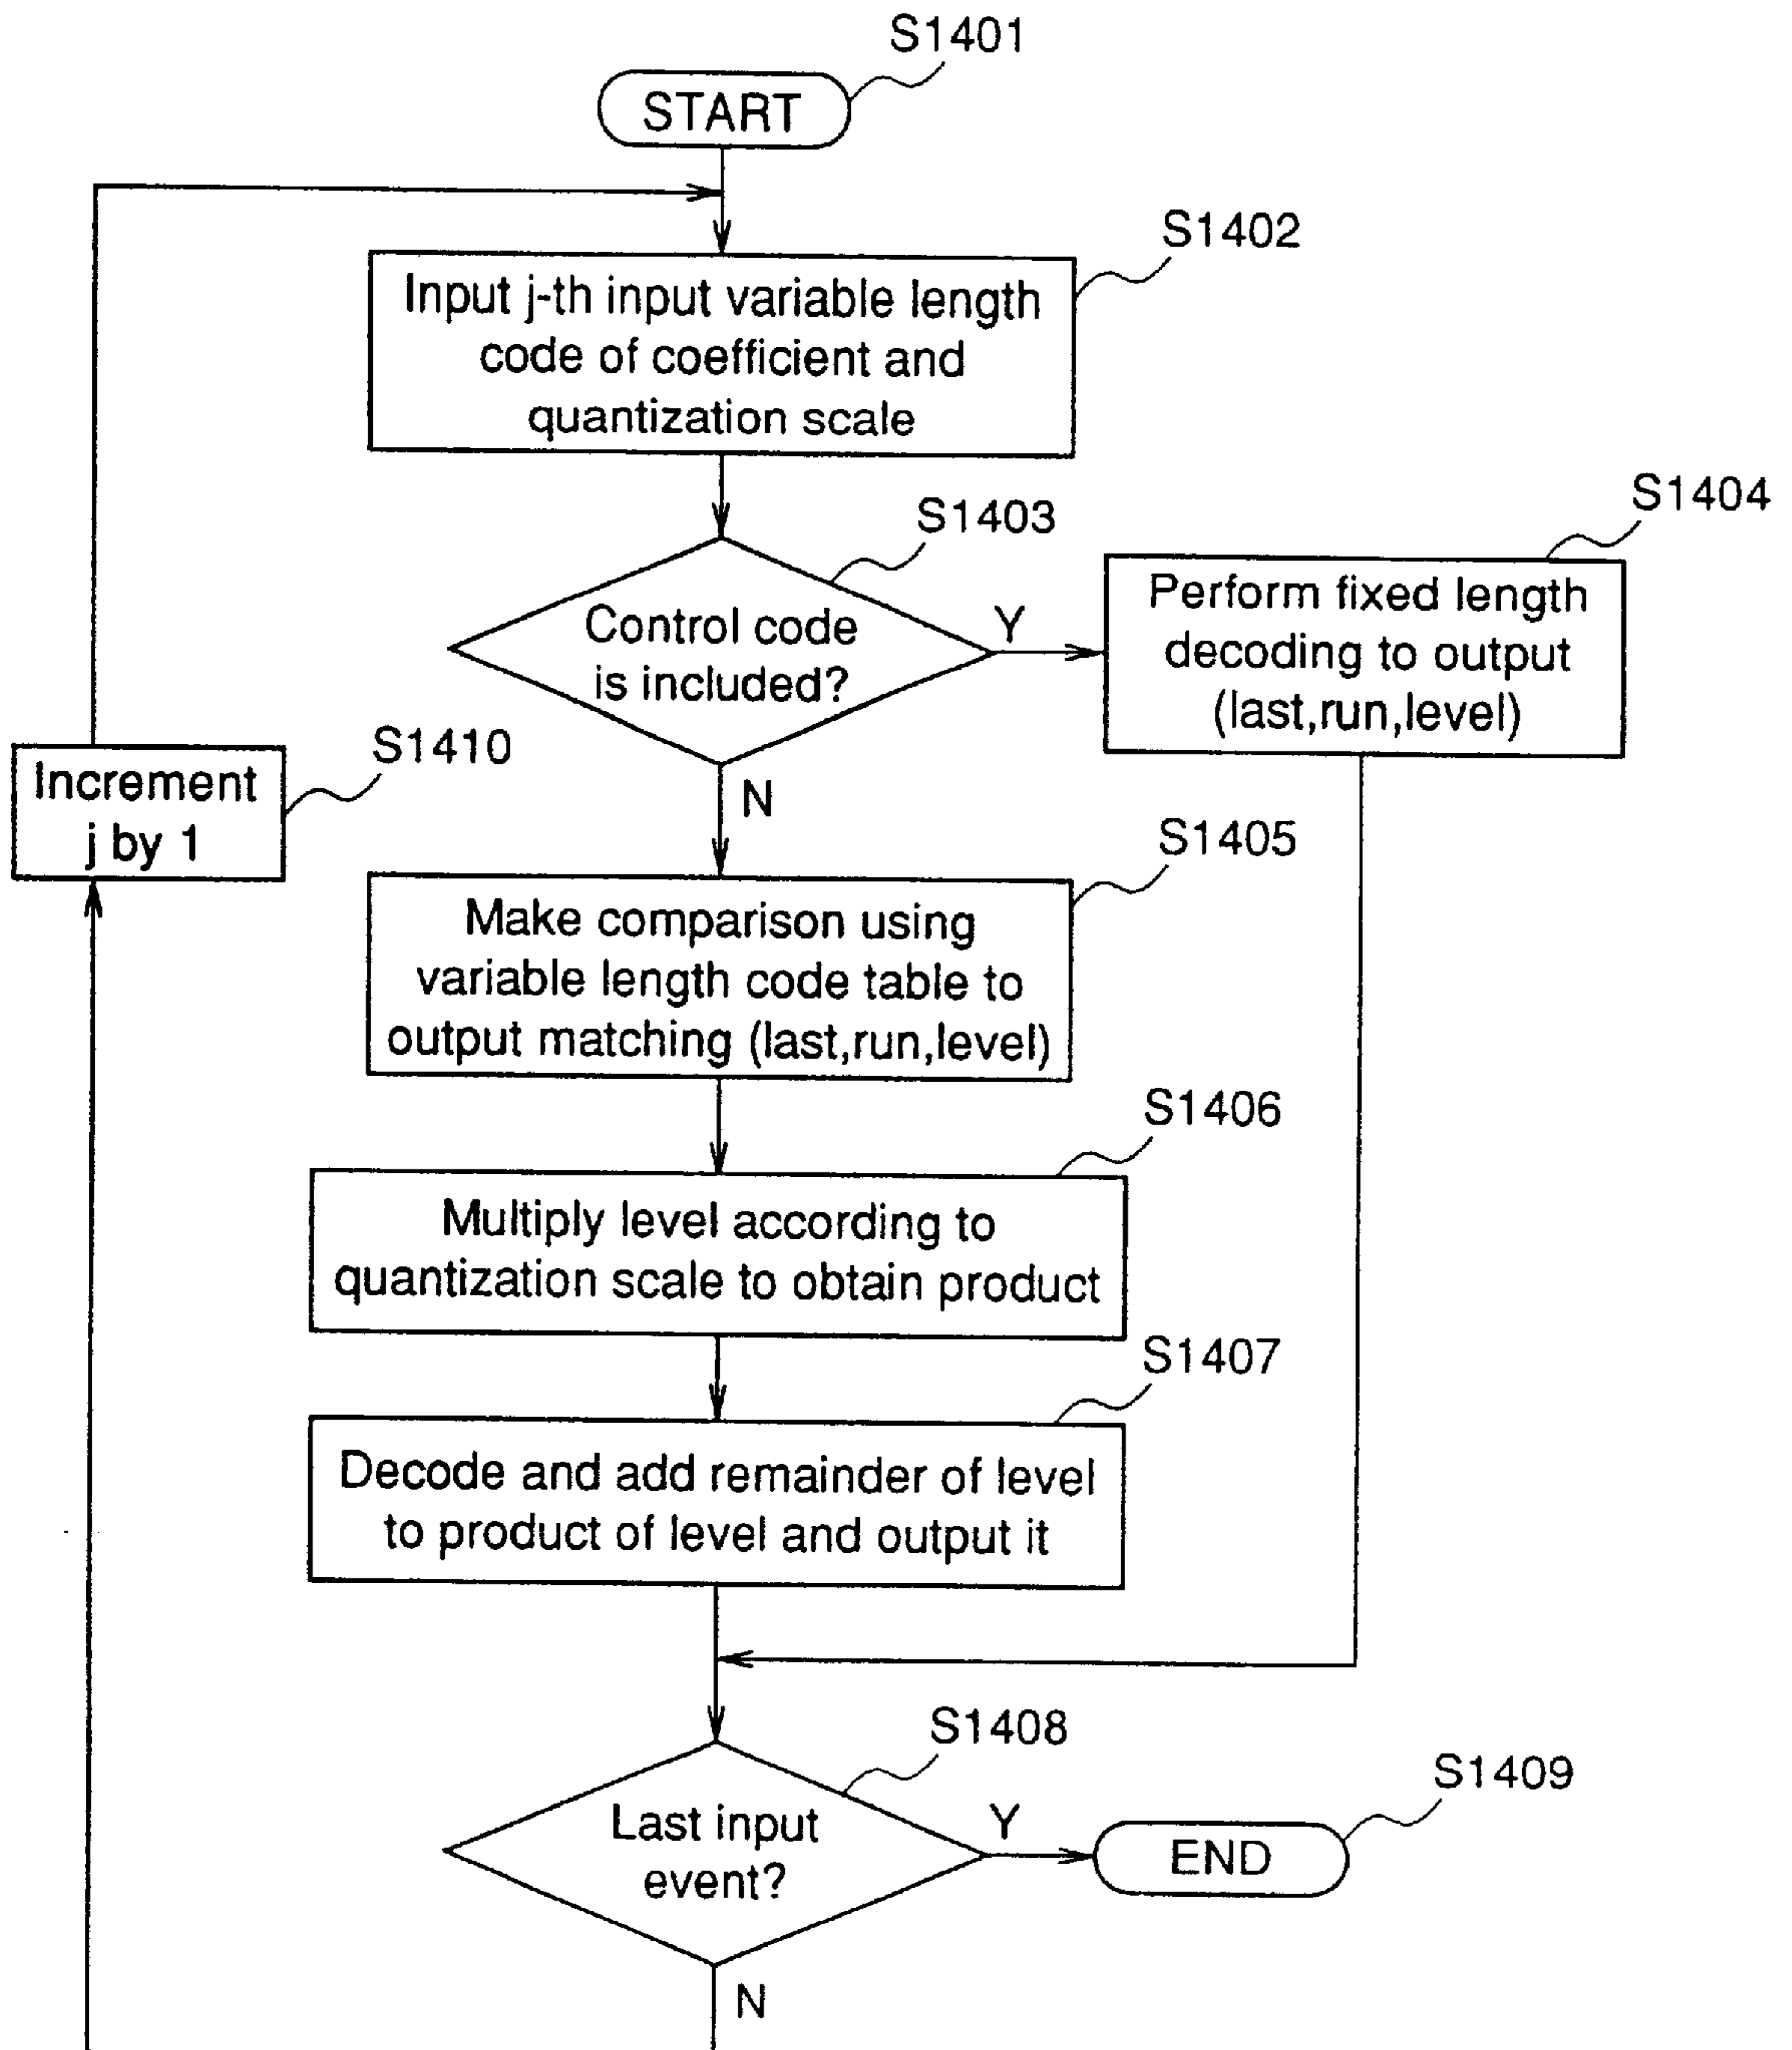 S1401
START
S1402
Input j-th input variable length
code of coefficient and
quantization scale
S1403
Control code
is included?
Y
N
S1404
Perform fixed length
decoding to output
(last,run,level)
S1410
Increment
j by 1
S1405
Make comparison using
variable length code table to
output matching (last,run,level)
S1406
Multiply level according to
quantization scale to obtain product
S1407
Decode and add remainder of level
to product of level and output it
S1408
Last input
event?
Y
N
S1409
END